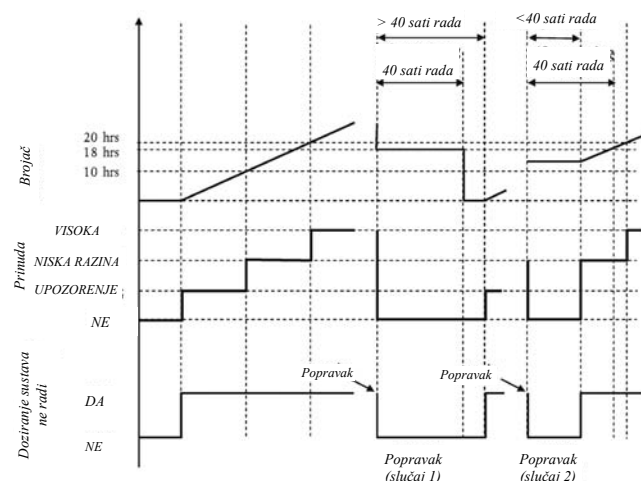 > 40 sati rada
<40 sati rada
40 sati rada
40 sati rada
Brojač
20 hrs
18 hrs
10 hrs
Prinuda
VISOKA
NISKA RAZINA
UPOZORENJE
NE
Doziranje sustava
ne radi
Popravak
Popravak
DA
NE
Popravak
(slučaj 1)
Popravak
(slučaj 2)